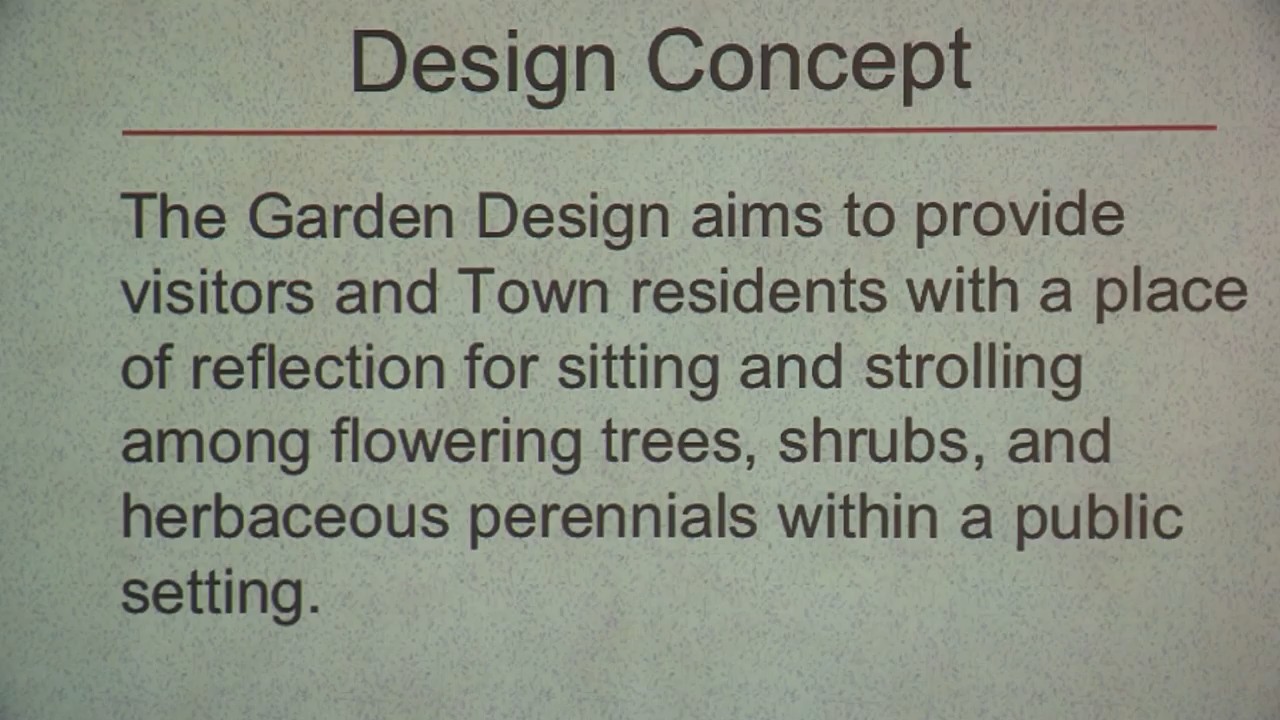 Design Concept
The Garden Design aims to provide
visitors and Town residents with a place
of reflection for sitting and strolling
among flowering trees, shrubs, and
herbaceous perennials within a public
setting.